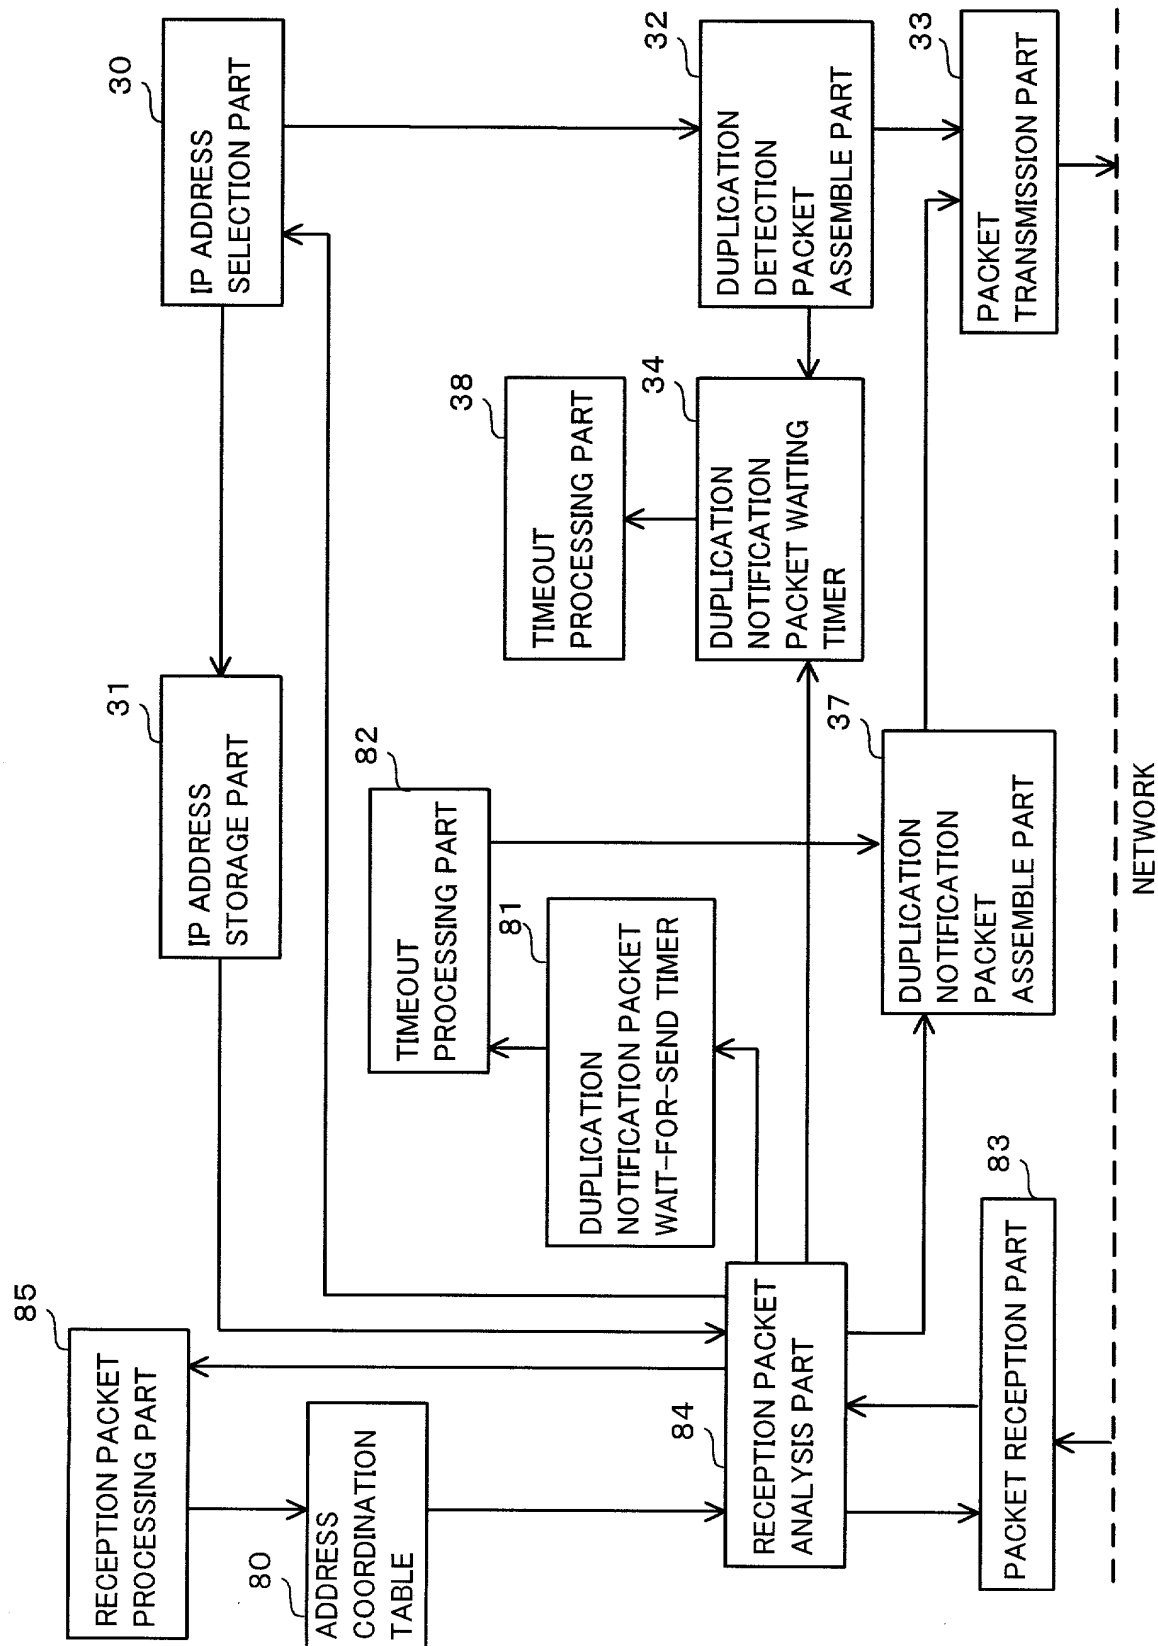 85
RECEPTION PACKET
PROCESSING PART
80
ADDRESS
COORDINATION
TABLE
31
IP ADDRESS
STORAGE PART
30
IP ADDRESS
SELECTION PART
82
TIMEOUT
PROCESSING PART
81
DUPLICATION
NOTIFICATION PACKET
WAIT-FOR-SEND TIMER
38
TIMEOUT
PROCESSING PART
34
DUPLICATION
NOTIFICATION
PACKET WAITING
TIMER
32
DUPLICATION
DETECTION
PACKET
ASSEMBLE PART
84
RECEPTION PACKET
ANALYSIS PART
37
DUPLICATION
NOTIFICATION
PACKET
ASSEMBLE PART
33
PACKET
TRANSMISSION PART
83
PACKET RECEPTION PART
NETWORK